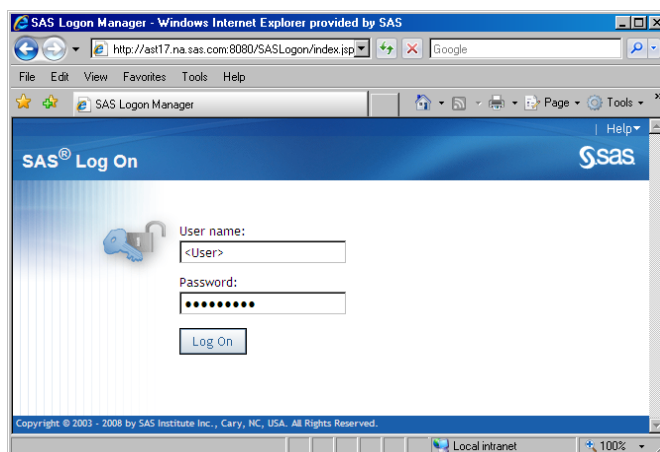 SAS Logon Manager - Windows Internet Explorer provided by SAS
http://ast17.na.sas.com:8080/SASLogon/index.jsp
Google
File Edit View Favorites Tools Help
SAS Logon Manager
Page
Tools
»
Help
SAS® Log On
sas
User name:
<User>
Password:
•••••••••
Log On
Copyright © 2003 - 2008 by SAS Institute Inc., Cary, NC, USA. All Rights Reserved.
Local intranet
100%